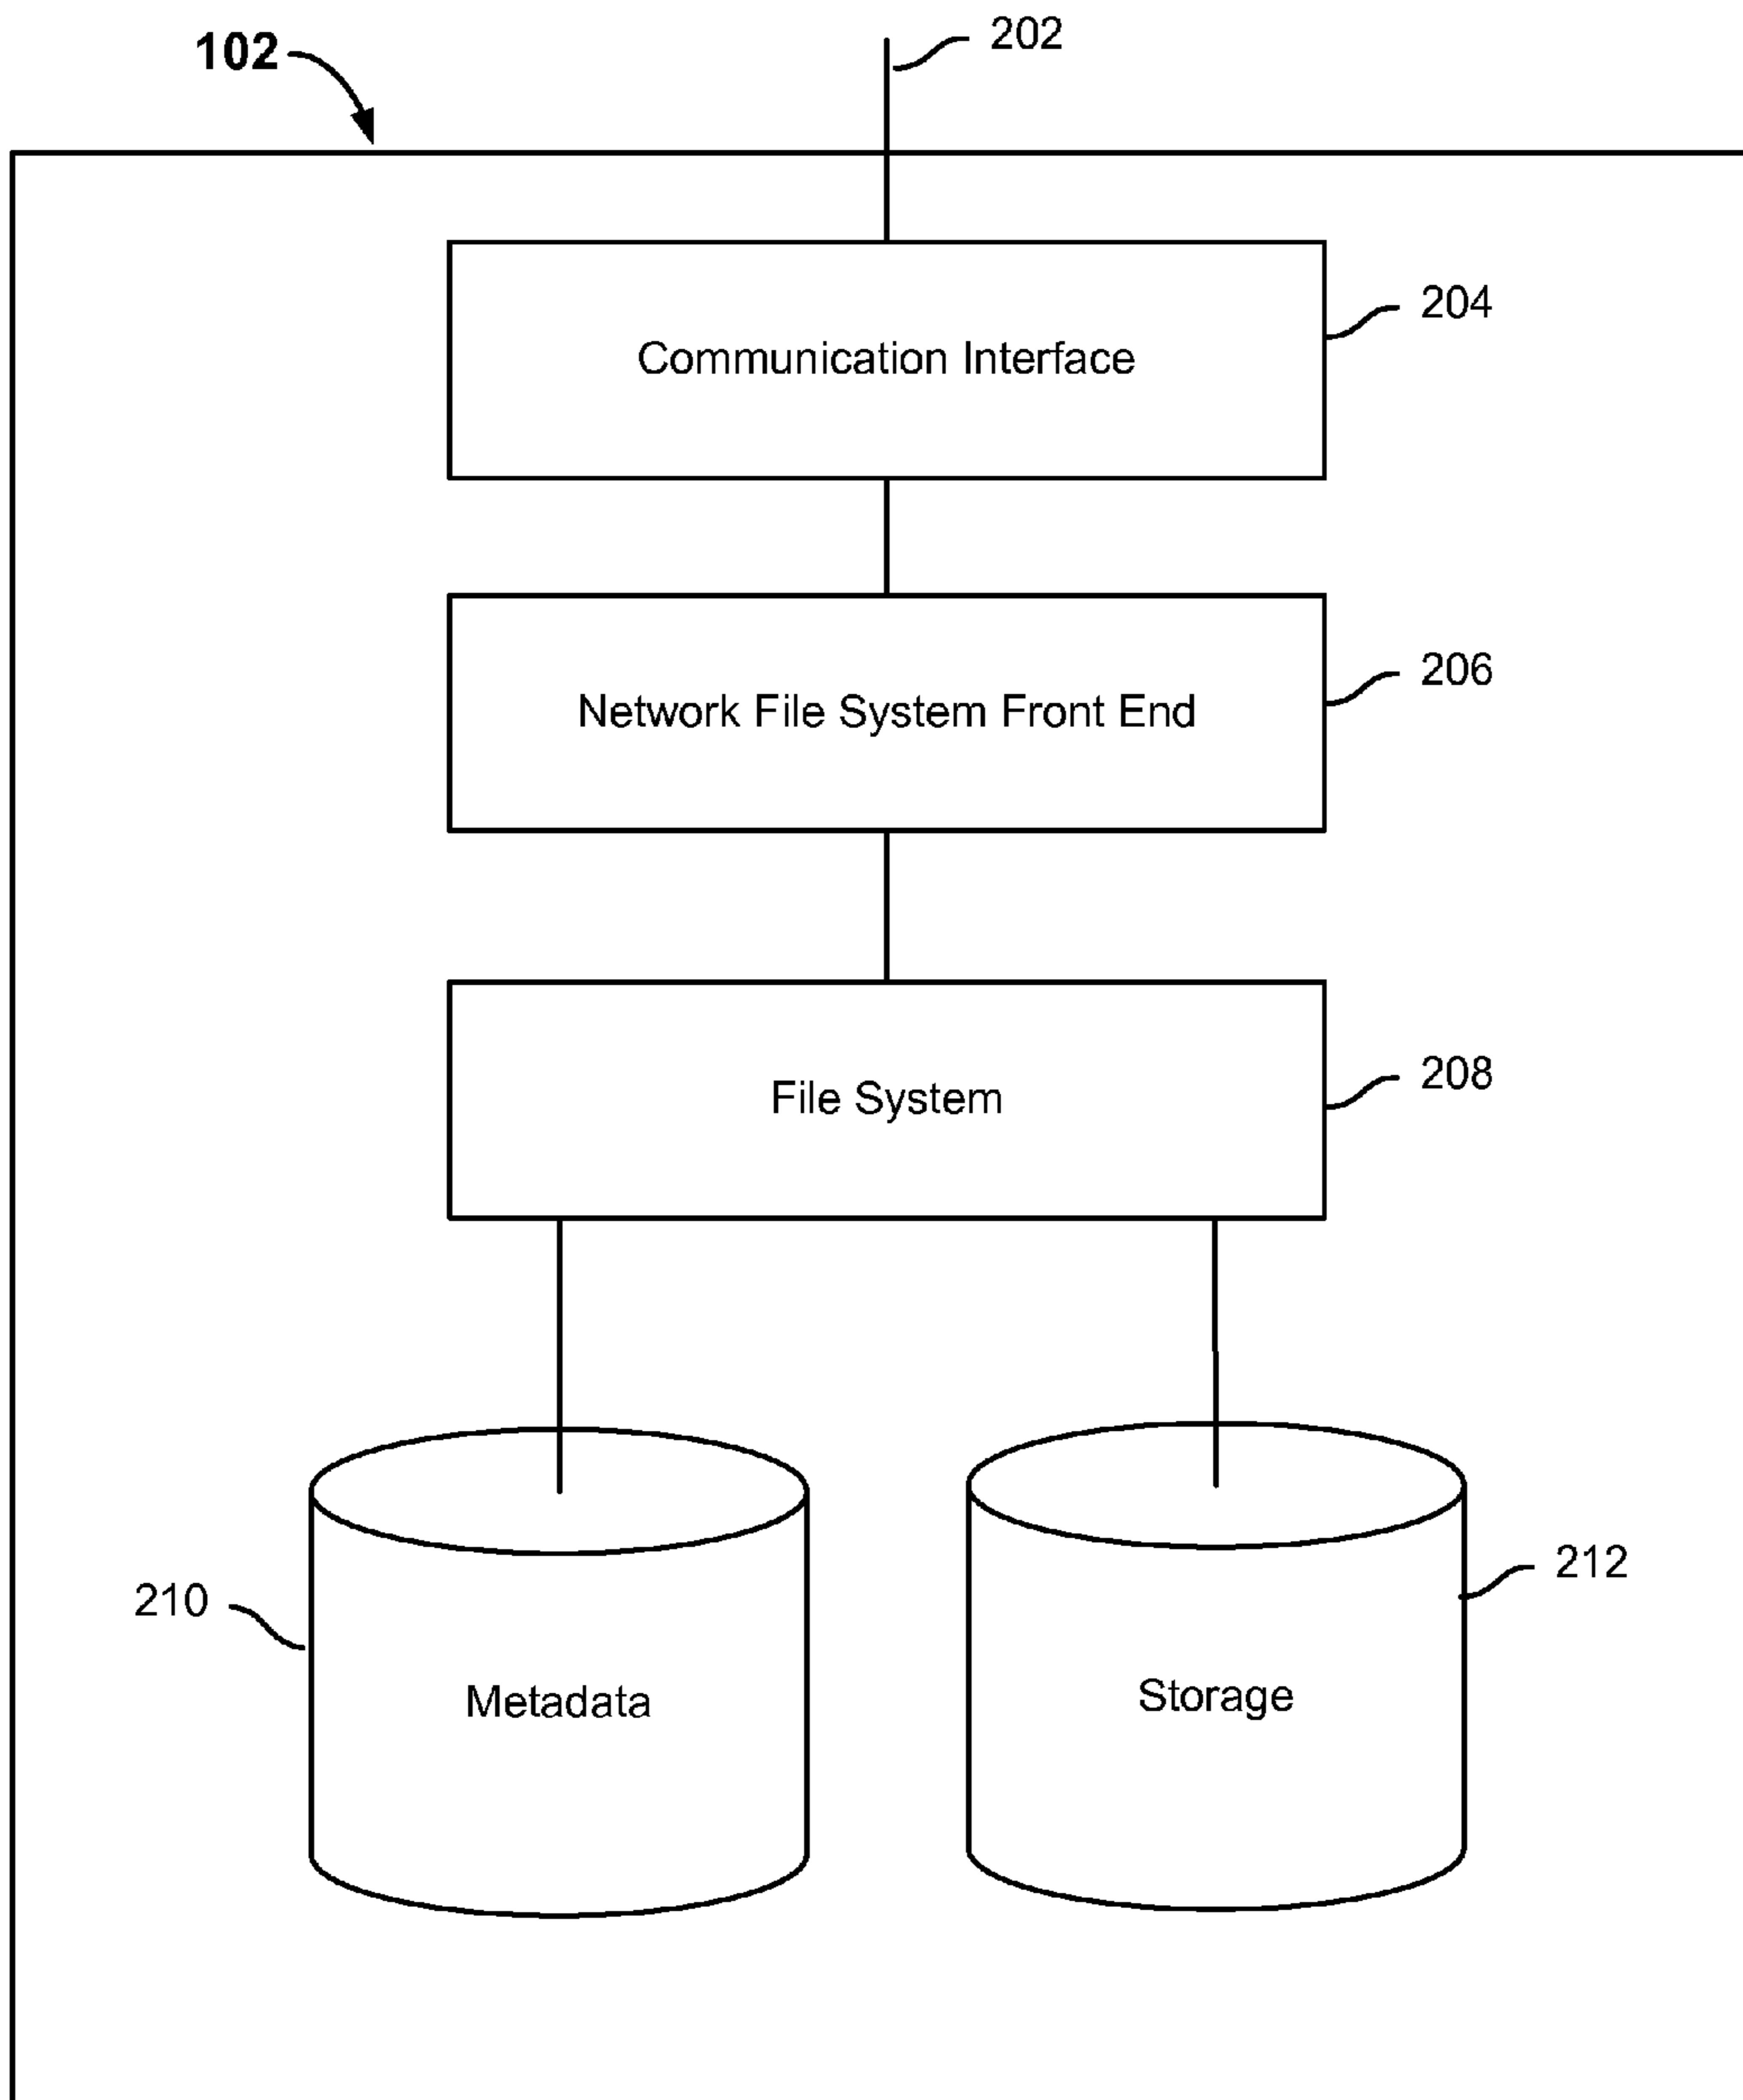 102
202
204
Communication Interface
206
Network File System Front End
208
File System
212
210
Metadata
Storage